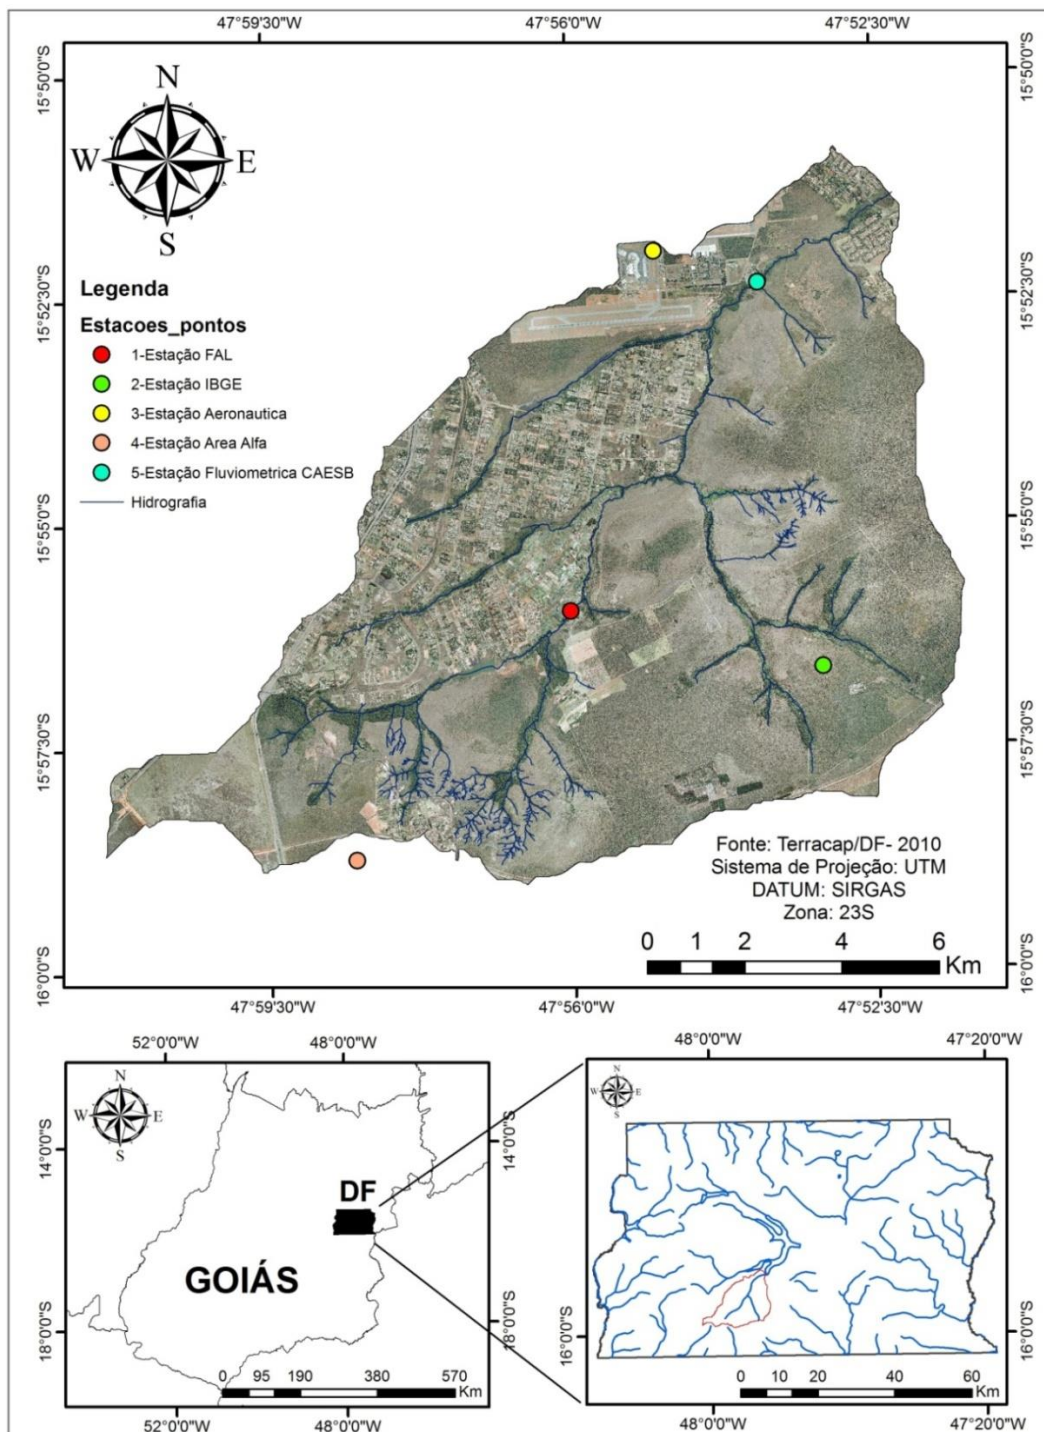 47°59'30"W 47°56'0"W 47°52'30"W
15°50'0"S
15°50'0"S
N
W E
S
Legenda
Estacoes_pontos
1-Estação FAL
2-Estação IBGE
3-Estação Aeronautica
4-Estação Area Alfa
5-Estação Fluviometrica CAESB
Hidrografia
15°52'30"S
15°52'30"S
15°55'0"S
15°55'0"S
15°57'30"S
15°57'30"S
Fonte: Terracap/DF- 2010
Sistema de Projeção: UTM
DATUM: SIRGAS
Zona: 23S
0 1 2 4 6
Km
16°0'0"S
16°0'0"S
47°59'30"W 47°56'0"W 47°52'30"W
52°0'0"W 48°0'0"W
N
W E
S
14°0'0"S
14°0'0"S
DF
GOIÁS
18°0'0"S
18°0'0"S
0 95 190 380 570
Km
52°0'0"W 48°0'0"W
48°0'0"W 47°20'0"W
N
W E
S
16°0'0"S
16°0'0"S
0 10 20 40 60
Km
48°0'0"W 47°20'0"W